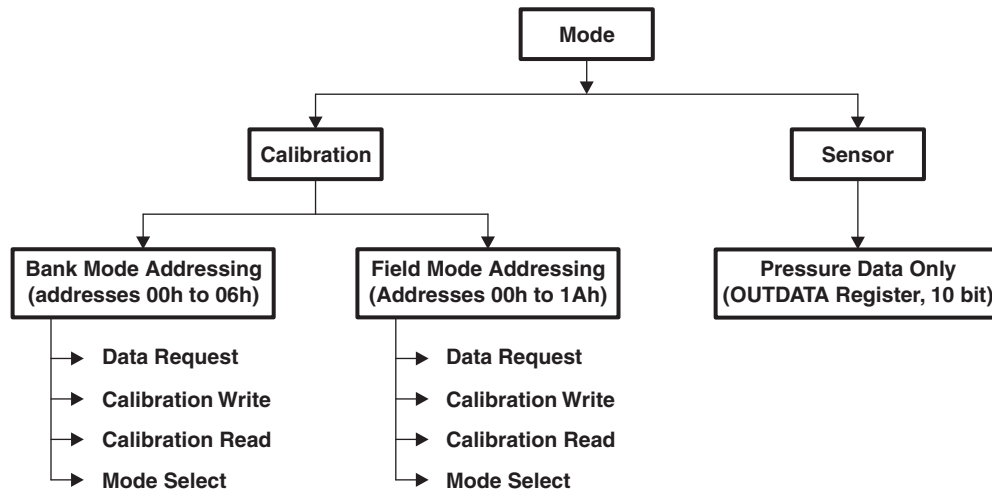 Mode
Calibration
Sensor
Bank Mode Addressing
(addresses 00h to 06h)
Field Mode Addressing
(Addresses 00h to 1Ah)
Pressure Data Only
(OUTDATA Register, 10 bit)
Data Request
Calibration Write
Calibration Read
Mode Select
Data Request
Calibration Write
Calibration Read
Mode Select